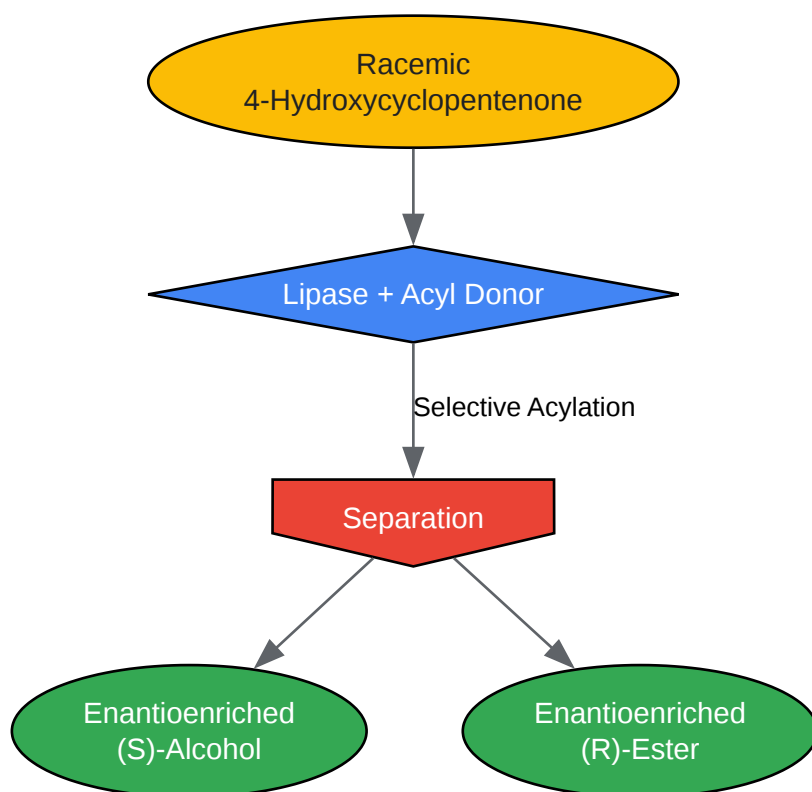 Racemic
4-Hydroxycyclopentenone
Lipase + Acyl Donor
Selective Acylation
Separation
Enantioenriched
(S)-Alcohol
Enantioenriched
(R)-Ester